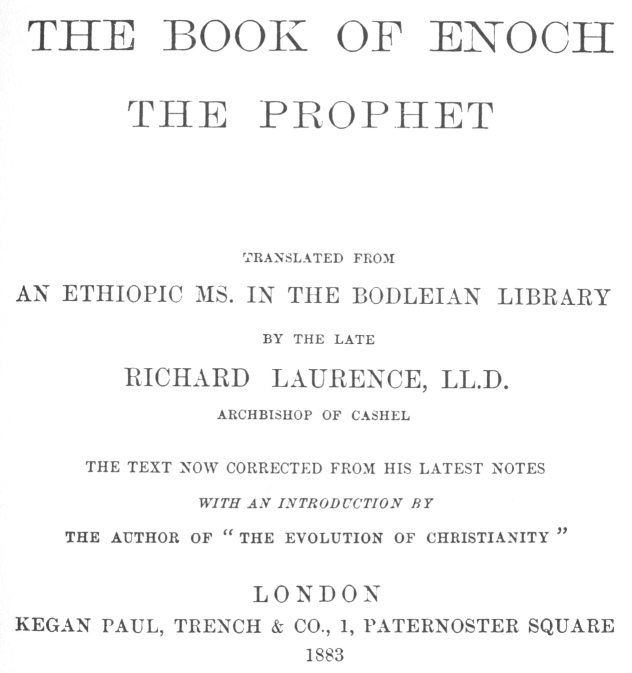 THE BOOK OF ENOCH
THE PROPHET
TRANSLATED FROM
AN ETHIOPIC MS. IN THE BODLEIAN LIBRARY
BY THE LATE
RICHARD LAURENCE, LL.D.
ARCHBISHOP OF CASHEL
THE TEXT NOW CORRECTED FROM HIS LATEST NOTES
WITH AN INTRODUCTION BY
THE AUTHOR OF “ THE EVOLUTION OF CHRISTIANITY ”
LONDON
KEGAN PAUL, TRENCH & CO., 1, PATERNOSTER SQUARE
1883